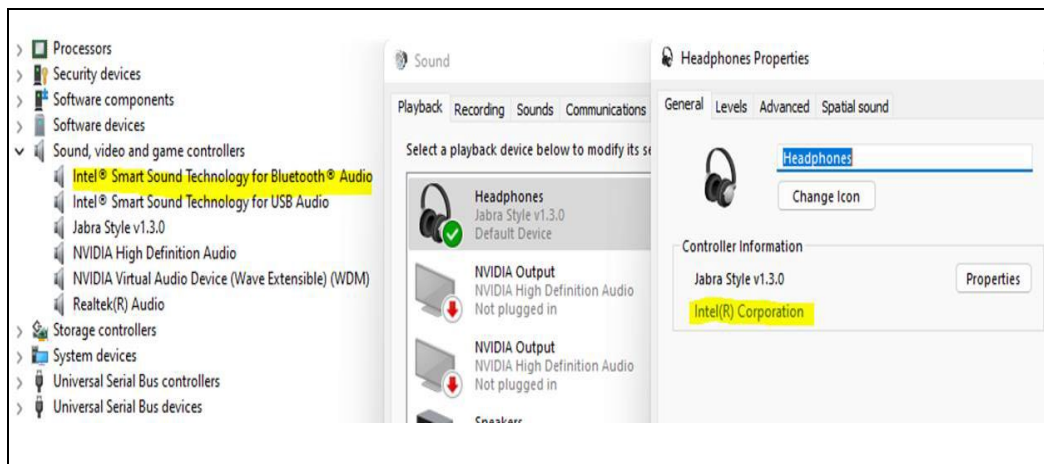 Processors
Security devices
Software components
Software devices
Sound, video and game controllers
Intel® Smart Sound Technology for Bluetooth® Audio
Intel® Smart Sound Technology for USB Audio
Jabra Style v1.3.0
NVIDIA High Definition Audio
NVIDIA Virtual Audio Device (Wave Extensible) (WDM)
Realtek(R) Audio
Storage controllers
System devices
Universal Serial Bus controllers
Universal Serial Bus devices
Sound
Playback Recording Sounds Communications
Select a playback device below to modify its se
Headphones
Jabra Style v1.3.0
Default Device
NVIDIA Output
NVIDIA High Definition Audio
Not plugged in
NVIDIA Output
NVIDIA High Definition Audio
Not plugged in
Speakers
Headphones Properties
General Levels Advanced Spatial sound
Headphones
Change Icon
Controller Information
Jabra Style v1.3.0
Properties
Intel(R) Corporation